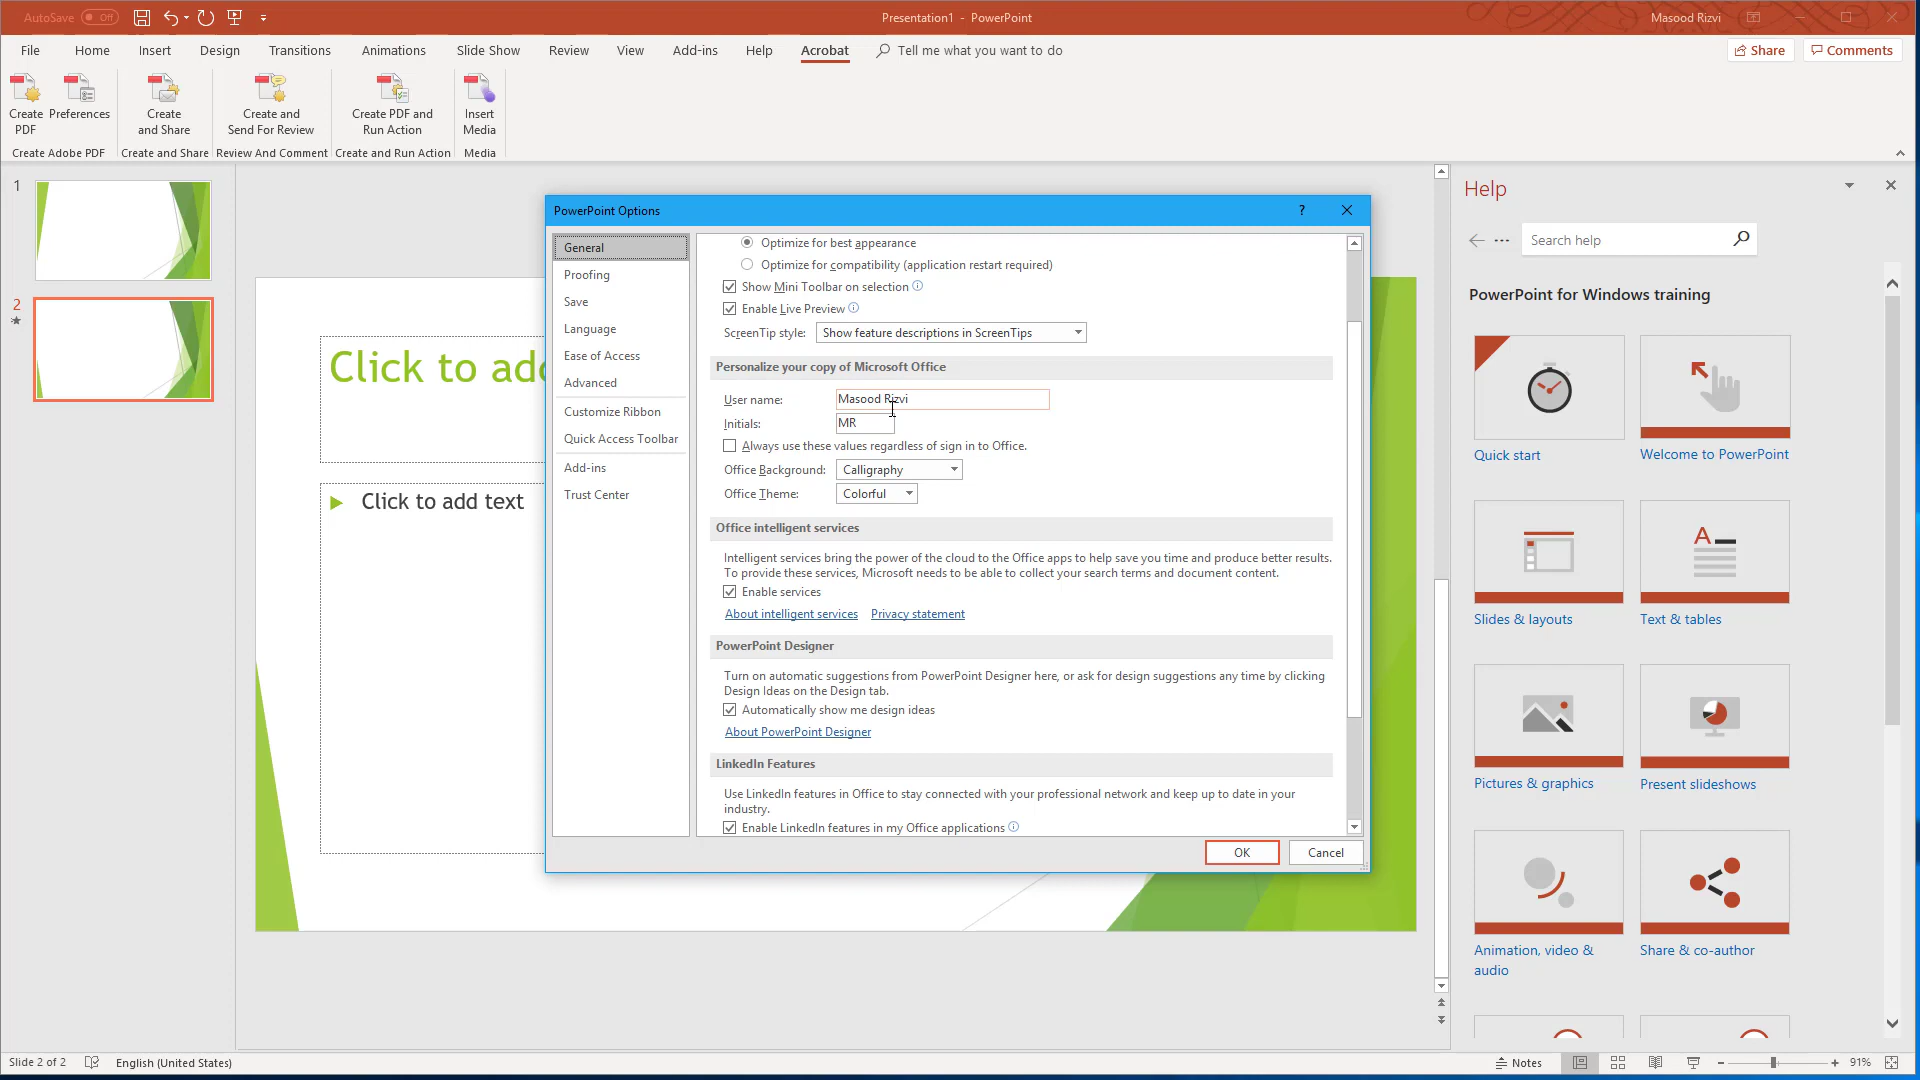 AutoSave Off
Presentation1 - PowerPoint
Masood Rizvi
File Home Insert Design Transitions Animations Slide Show Review View Add-ins Help Acrobat Tell me what you want to do
Share Comments
Create PDF
Preferences
Create and Share
Create and Send For Review
Create PDF and Run Action
Insert Media
Create Adobe PDF Create and Share Review And Comment Create and Run Action Media
1
2
Click to add
Click to add text
PowerPoint Options
?
General
Proofing
Save
Language
Ease of Access
Advanced
Customize Ribbon
Quick Access Toolbar
Add-ins
Trust Center
Optimize for best appearance
Optimize for compatibility (application restart required)
Show Mini Toolbar on selection
Enable Live Preview
ScreenTip style: Show feature descriptions in ScreenTips
Personalize your copy of Microsoft Office
User name: Masood Rizvi
Initials: MR
Always use these values regardless of sign in to Office.
Office Background: Calligraphy
Office Theme: Colorful
Office intelligent services
Intelligent services bring the power of the cloud to the Office apps to help save you time and produce better results.
To provide these services, Microsoft needs to be able to collect your search terms and document content.
Enable services
About intelligent services Privacy statement
PowerPoint Designer
Turn on automatic suggestions from PowerPoint Designer here, or ask for design suggestions any time by clicking
Design Ideas on the Design tab.
Automatically show me design ideas
About PowerPoint Designer
LinkedIn Features
Use LinkedIn features in Office to stay connected with your professional network and keep up to date in your
industry.
Enable LinkedIn features in my Office applications
OK Cancel
Help
Search help
PowerPoint for Windows training
Quick start
Welcome to PowerPoint
Slides & layouts
A
Text & tables
Pictures & graphics
Present slideshows
Animation, video &
audio
Share & co-author
Slide 2 of 2
English (United States)
Notes
91%